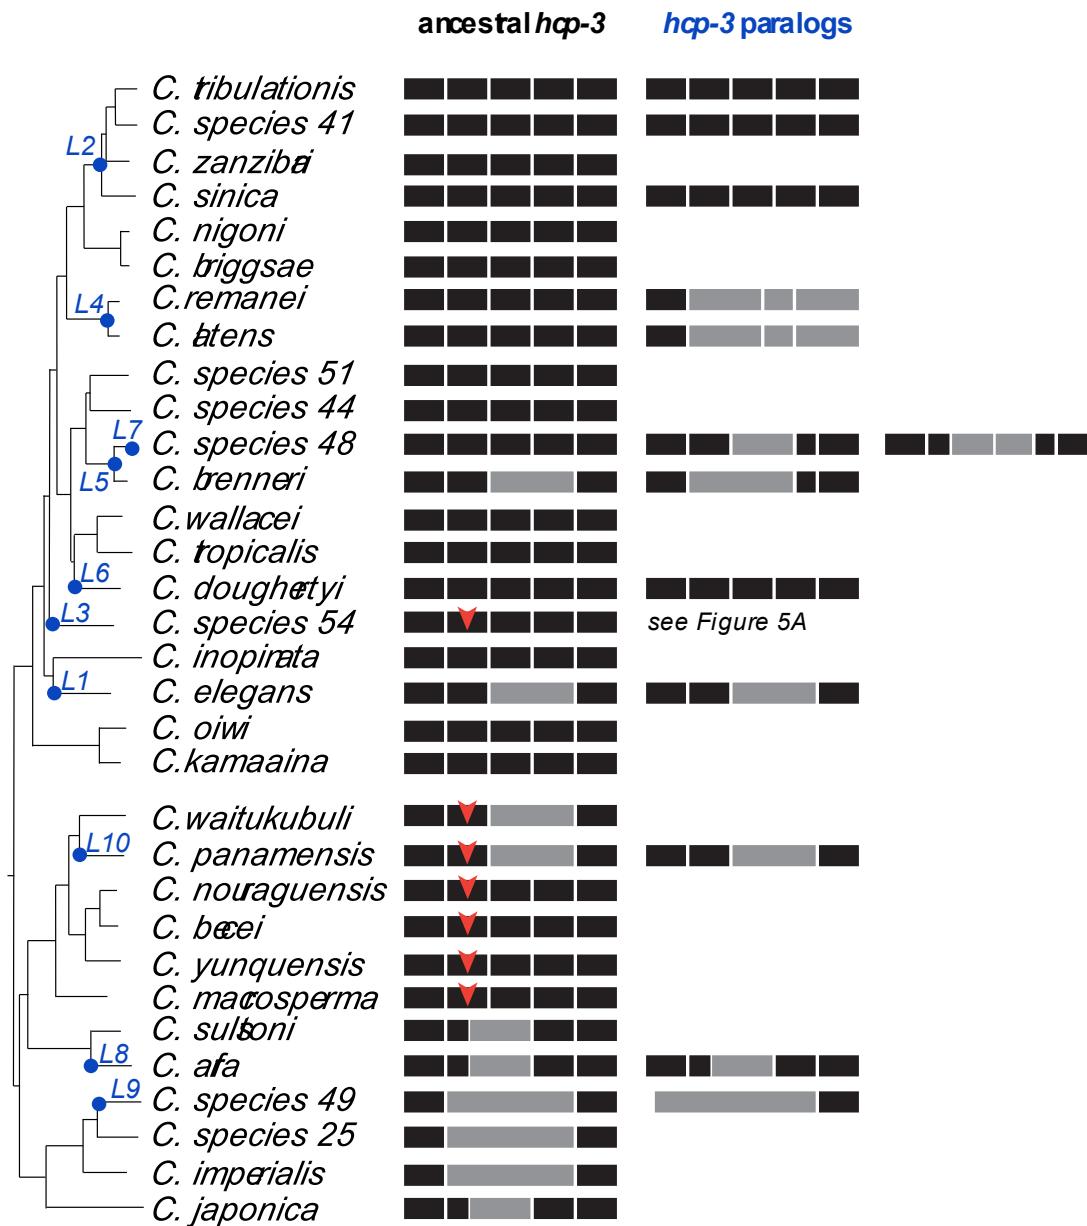 ancestral hcp-3 hcp-3 paralogs
C. tribulationis
C. species 41
L2
C. zanzibari
C. sinica
C. nigoni
C. briggsae
C. remanei
L4
C. latens
C. species 51
C. species 44
L7
C. species 48
L5
C. brenneri
C. wallacei
C. tropicalis
L6
C. doughertyi
L3
C. species 54 see Figure 5A
C. inopinata
L1
C. elegans
C. oiwi
C. kamaaina
C. waitukubuli
L10
C. panamensis
C. nouraguensis
C. becei
C. yunquensis
C. macrosperma
C. sulstoni
L8
C. afra
L9
C. species 49
C. species 25
C. imperialis
C. japonica